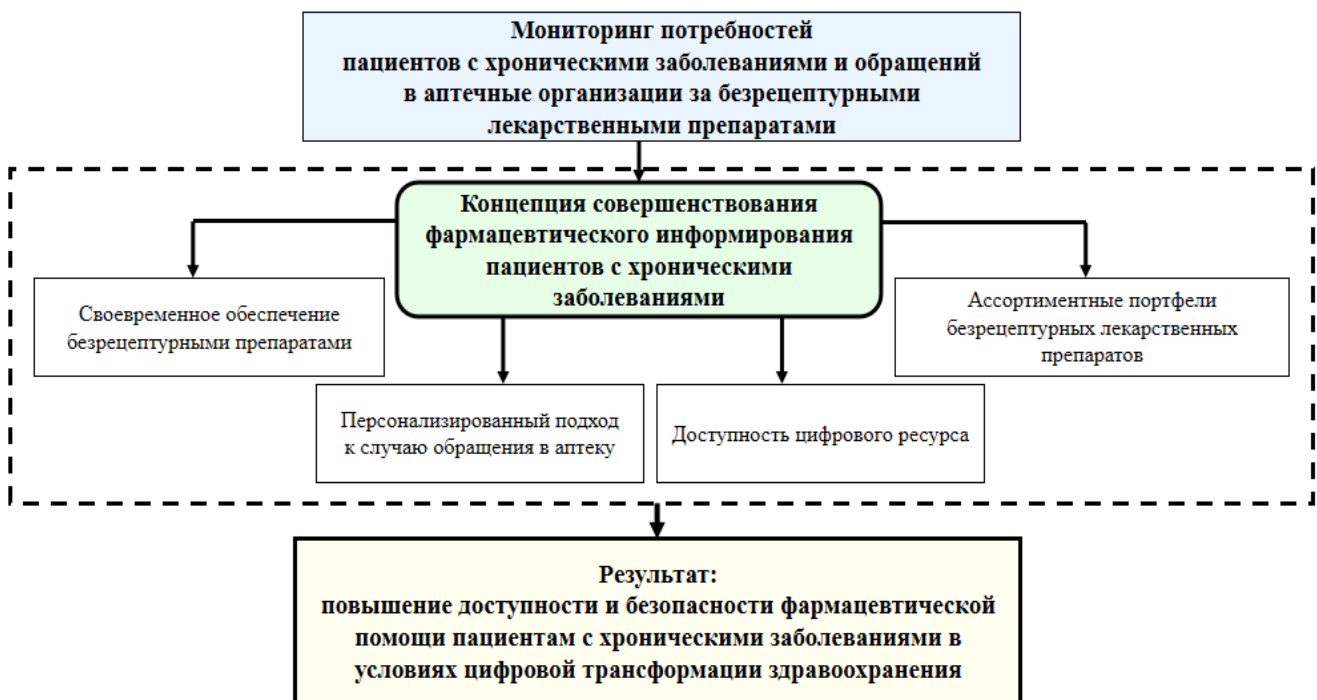 Мониторинг потребностей
пациентов с хроническими заболеваниями и обращений
в аптечные организации за безрецептурными
лекарственными препаратами
Концепция совершенствования
фармацевтического информирования
пациентов с хроническими
заболеваниями
Своевременное обеспечение
безрецептурными препаратами
Ассортиментные портфели
безрецептурных лекарственных
препаратов
Персонализированный подход
к случаю обращения в аптеку
Доступность цифрового ресурса
Результат:
повышение доступности и безопасности фармацевтической
помощи пациентам с хроническими заболеваниями в
условиях цифровой трансформации здравоохранения